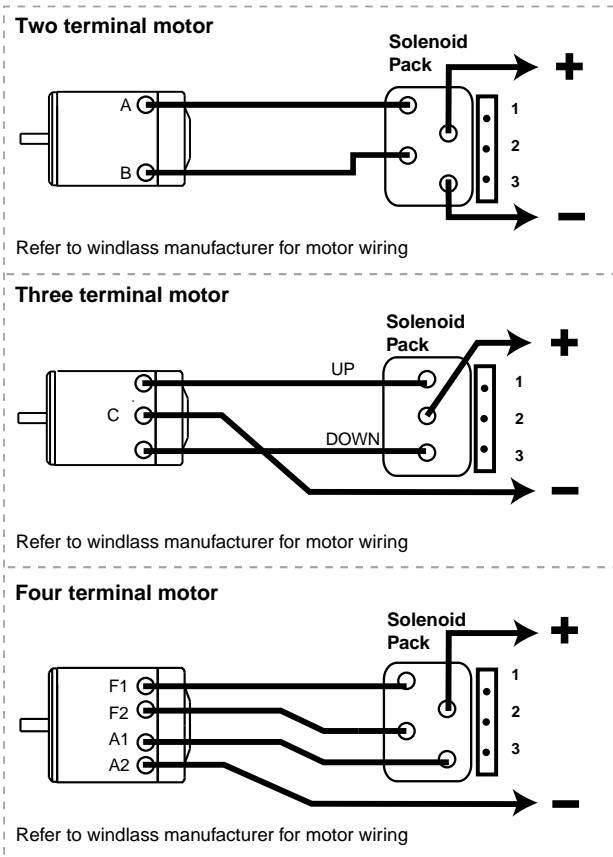 Two terminal motor
Solenoid
Pack
+
A
1
2
B
3
−
Refer to windlass manufacturer for motor wiring
Three terminal motor
Solenoid
Pack
+
UP
1
C
2
DOWN
3
−
Refer to windlass manufacturer for motor wiring
Four terminal motor
Solenoid
Pack
+
F1
1
F2
2
A1
3
A2
−
Refer to windlass manufacturer for motor wiring